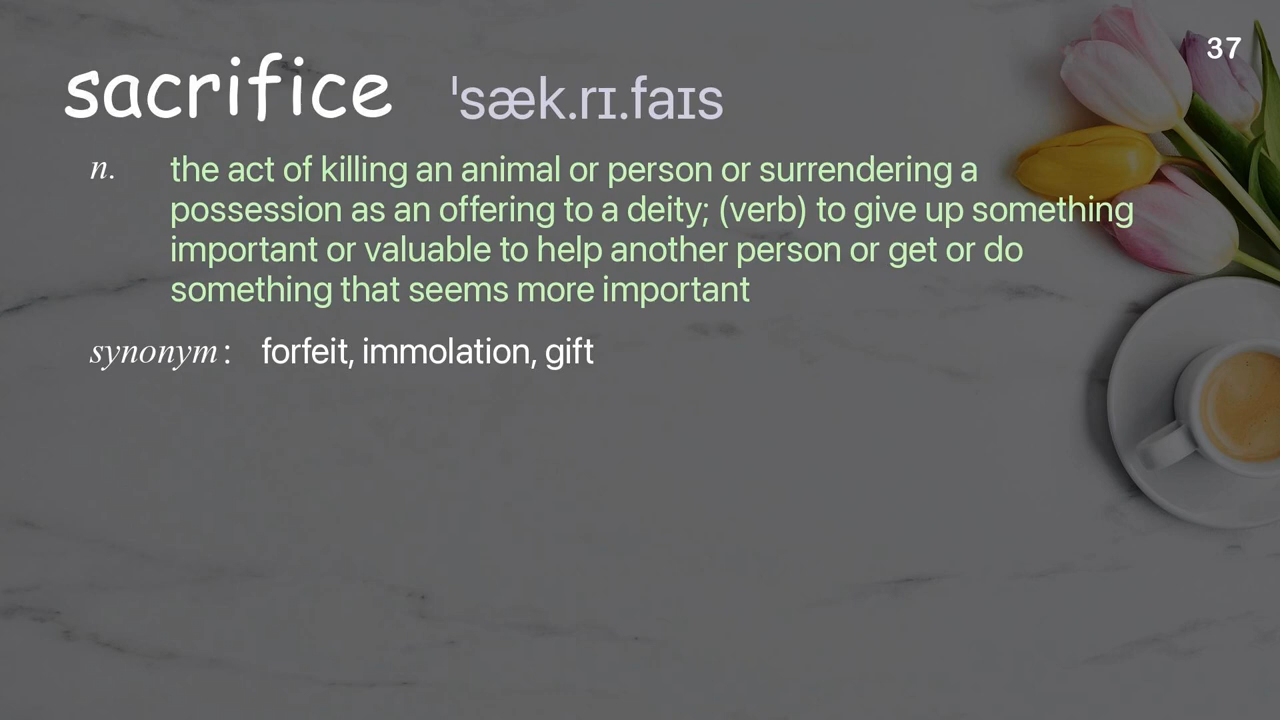 37
sacrifice ˈsæk.rɪ.faɪs
n. the act of killing an animal or person or surrendering a
possession as an offering to a deity; (verb) to give up something
important or valuable to help another person or get or do
something that seems more important
synonym: forfeit, immolation, gift